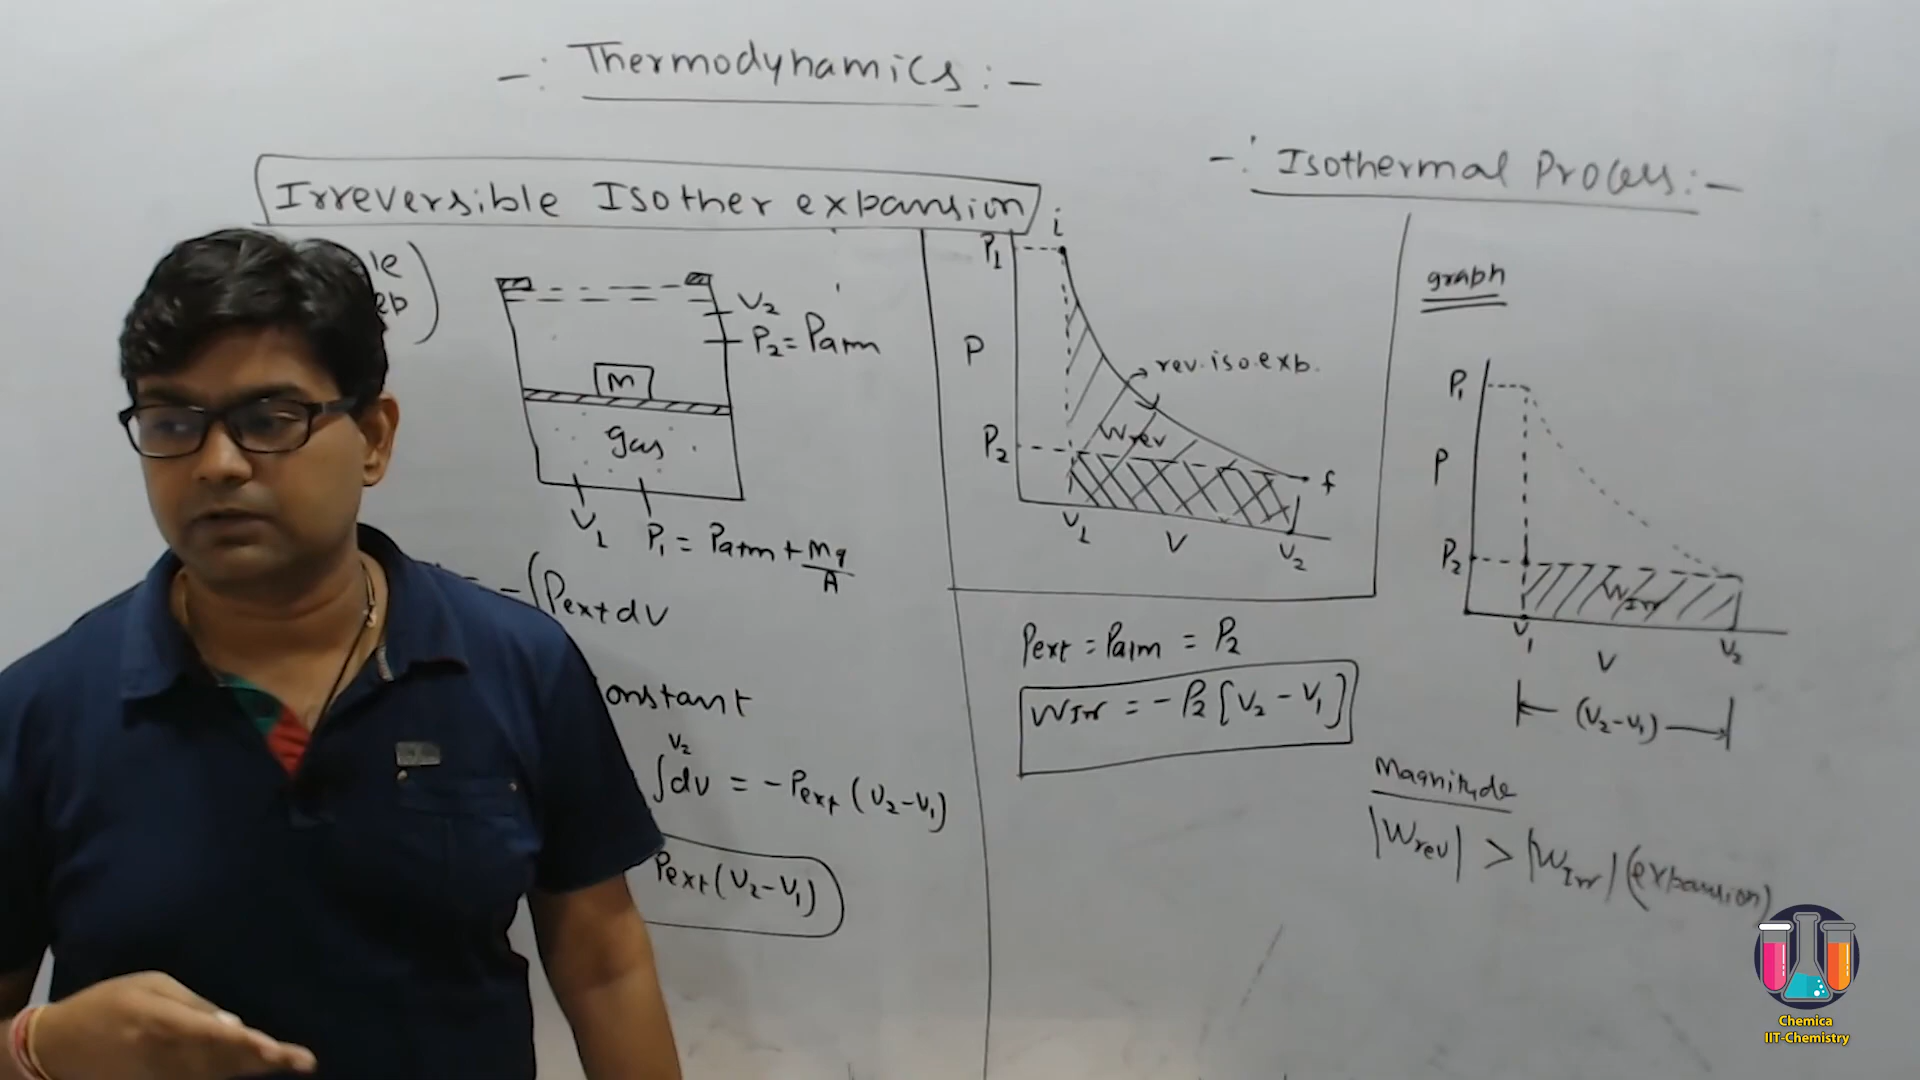 -: Thermodynamics :-
Irreversible Isother expansion
-: Isothermal Process :-
V2
P2 = Patm
M
gas
V1
P1 = Patm + Mg/A
-∫Pext dv
onstant
V2
∫dv = -Pext (V2-V1)
Pext (V2-V1)
i
P1
P
rev. iso. exp.
Wrev
P2
f
V1
V
V2
Pext = Patm = P2
WIrr = -P2 [V2 - V1]
graph
P1
P
P2
WIrr
V1
V
V2
(V2-V1)
Magnitude
|Wrev| > |WIrr| (expansion)
Chemica
IIT-Chemistry